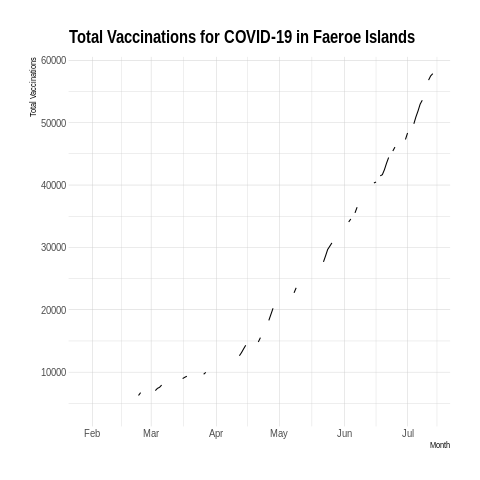 Total Vaccinations for COVID-19 in Faeroe Islands
Total Vaccinations
60000
50000
40000
30000
20000
10000
Feb Mar Apr May Jun Jul
Month